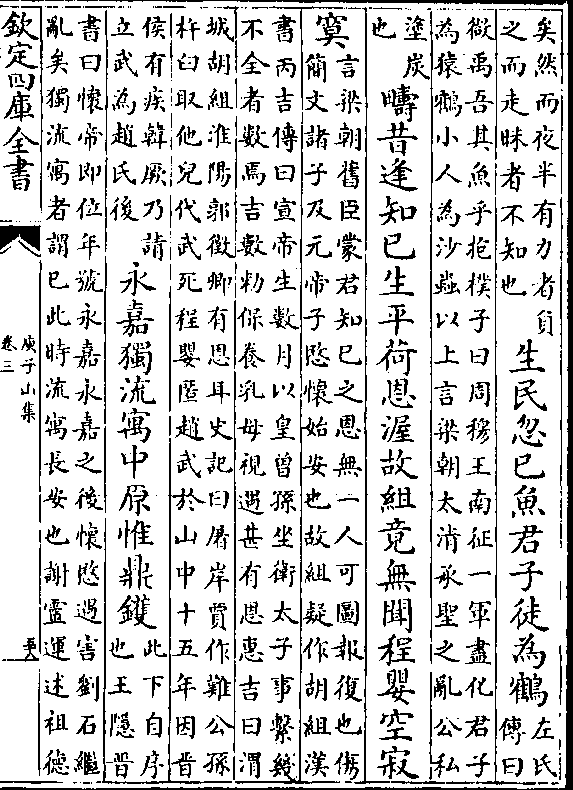 矣然而夜半有力者負
之而走昧者不知也
生民忽已魚君子徒為鶴
左氏
傳曰
微禹吾其魚乎抱樸子曰周穆王南征一軍盡化君子
為猿鶴小人為沙蟲以上言梁朝太清承聖之亂公私
塗炭
也
疇昔逢知已生平荷恩渥故組竟無聞程嬰空寂
寞
言梁朝舊臣蒙君知已之恩無一人可圖報復也傷
簡文諸子及元帝子愍懷始安也故組疑作胡組漢
書丙吉傳曰宣帝生數月以皇曾孫坐衛太子事繫幾
不全者數焉吉數勑保養乳母視遇甚有恩惠吉曰渭
城胡組淮陽郭徵卿有恩耳史記曰屠岸賈作難公孫
杵臼取他兒代武死程嬰匿趙武於山中十五年因晉
侯有疾韓厥乃請
立武為趙氏後
永嘉獨流寓中原惟鼎鑊
此下自序
也王隱晉
書曰懷帝即位年號永嘉永嘉之後懷愍遇害劉石繼
亂矣獨流寓者謂已此時流寓長安也謝靈運述祖德
欽定四庫全書
庾子山集
卷三